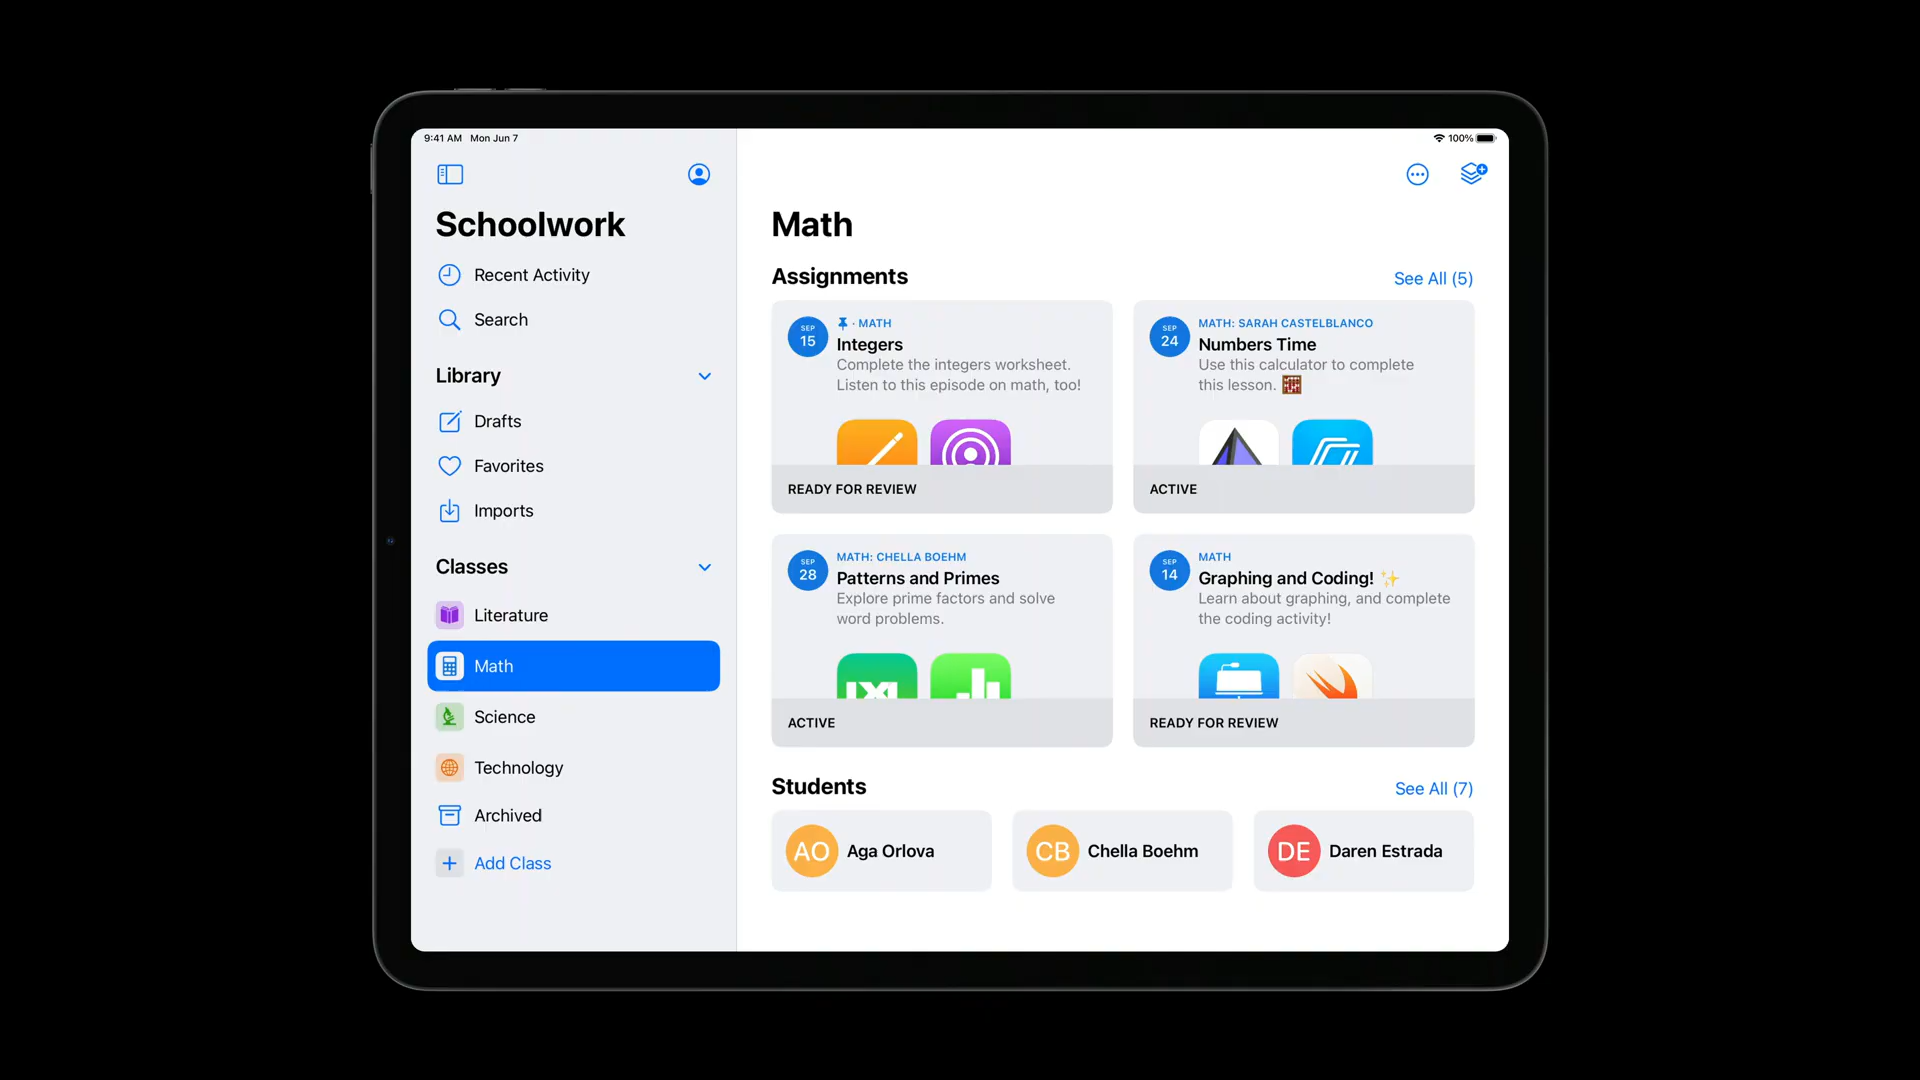 9:41 AM Mon Jun 7
100%
Schoolwork
Recent Activity
Search
Library
Drafts
Favorites
Imports
Classes
Literature
Math
Science
Technology
Archived
Add Class
Math
Assignments
See All (5)
SEP
15
· MATH
Integers
Complete the integers worksheet.
Listen to this episode on math, too!
READY FOR REVIEW
SEP
24
MATH: SARAH CASTELBLANCO
Numbers Time
Use this calculator to complete
this lesson. 🧮
ACTIVE
SEP
28
MATH: CHELLA BOEHM
Patterns and Primes
Explore prime factors and solve
word problems.
IXL
ACTIVE
SEP
14
MATH
Graphing and Coding! ✨
Learn about graphing, and complete
the coding activity!
READY FOR REVIEW
Students
See All (7)
AO Aga Orlova
CB Chella Boehm
DE Daren Estrada